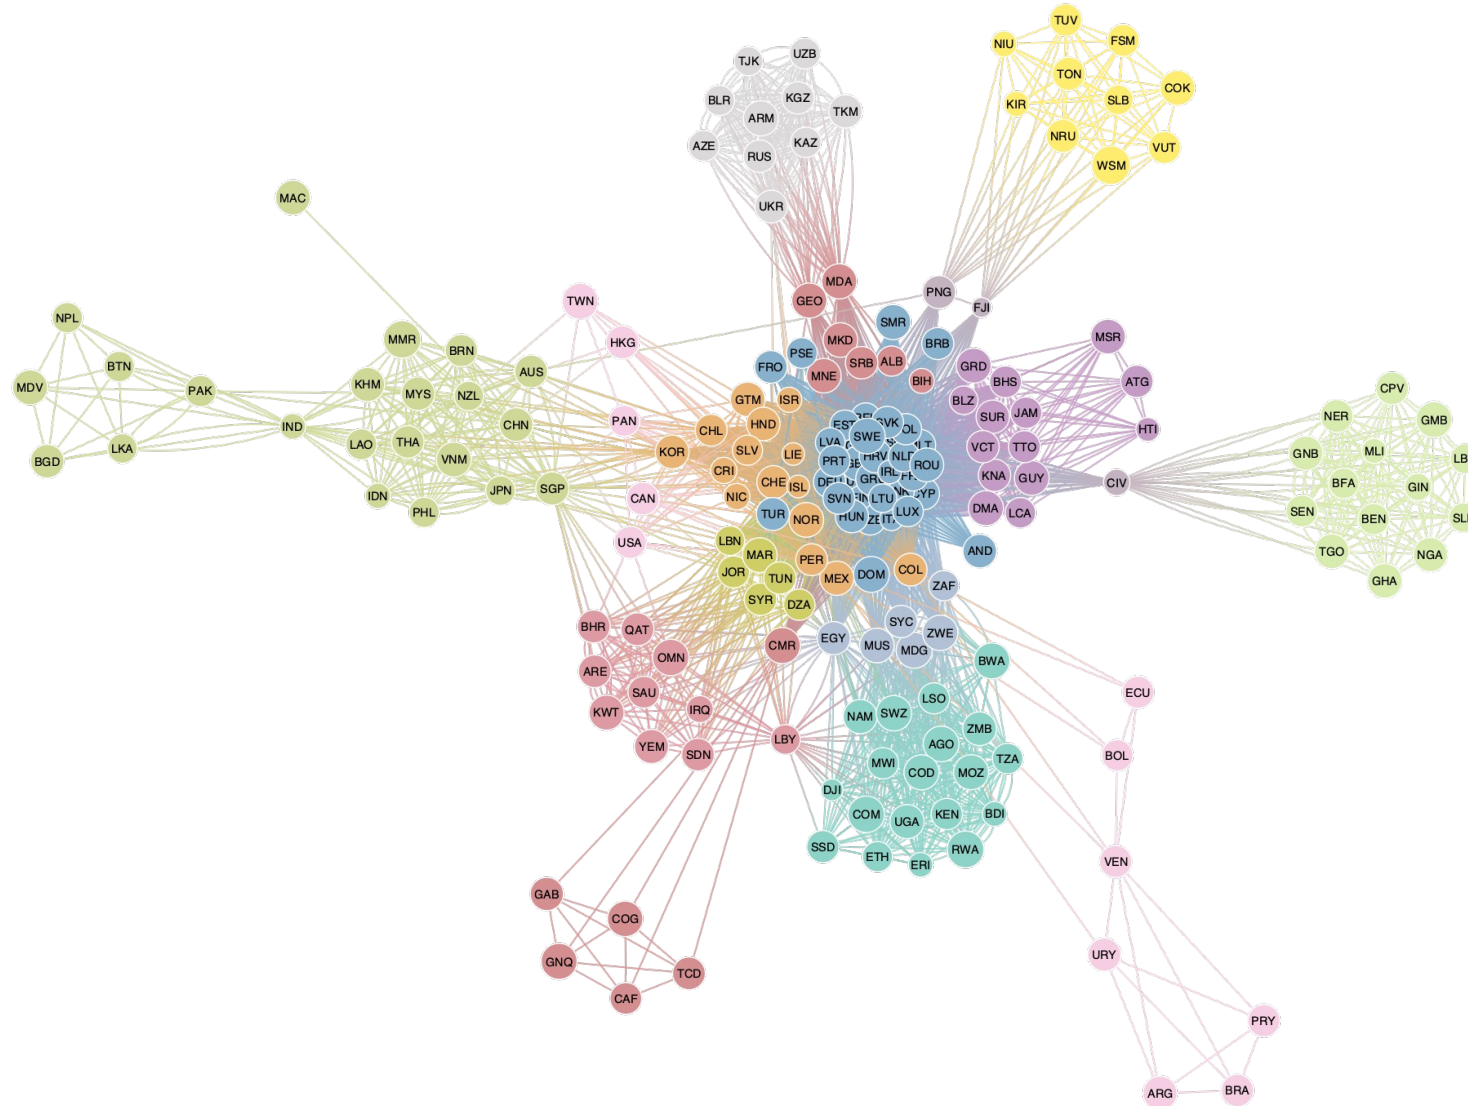 TUV
NIU
FSM
UZB
TJK
TON
COK
KGZ
BLR
SLB
KIR
TKM
ARM
NRU
KAZ
AZE
VUT
RUS
WSM
MAC
UKR
MDA
PNG
TWN
GEO
FJI
NPL
SMR
MSR
MMR
MKD
HKG
BRB
BRN
PSE
SRB
ALB
BTN
FRO
GRD
AUS
MNE
BIH
BHS
ATG
KHM
MDV
CPV
PAK
MYS
NZL
GTM
ISR
BLZ
NER
SUR
JAM
GMB
PAN
HND
SVK
CHN
IND
CHL
HTI
SWE
LVA
THA
LAO
LKA
SLV
KOR
LIE
VCT
TTO
MLI
GNB
HRV
NLD
PRT
ROU
BGD
VNM
CRI
IRL
KNA
GUY
CIV
BFA
GIN
CHE
ISL
IDN
JPN
SGP
CAN
NIC
SVN
LTU
CYP
DMA
LCA
SEN
BEN
PHL
TUR
NOR
HUN
LUX
USA
LBN
AND
TGO
NGA
MAR
PER
JOR
TUN
MEX
DOM
COL
GHA
SYR
DZA
ZAF
BHR
QAT
SYC
EGY
ZWE
CMR
MUS
MDG
OMN
BWA
ARE
SAU
ECU
LSO
KWT
IRQ
NAM
SWZ
ZMB
YEM
LBY
AGO
SDN
BOL
TZA
MWI
COD
MOZ
DJI
COM
UGA
KEN
BDI
SSD
ETH
ERI
RWA
VEN
GAB
COG
URY
GNQ
TCD
CAF
PRY
ARG
BRA